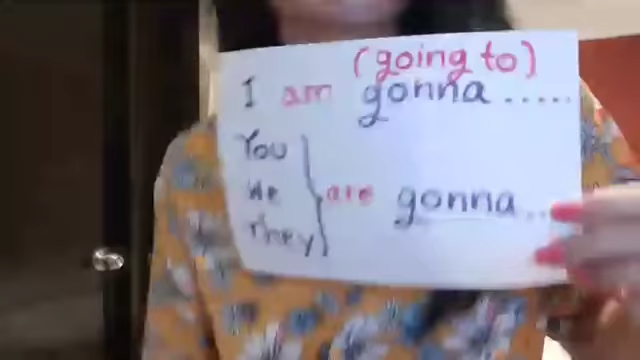 (going to)
I am gonna .....
You
We
They
are gonna ...